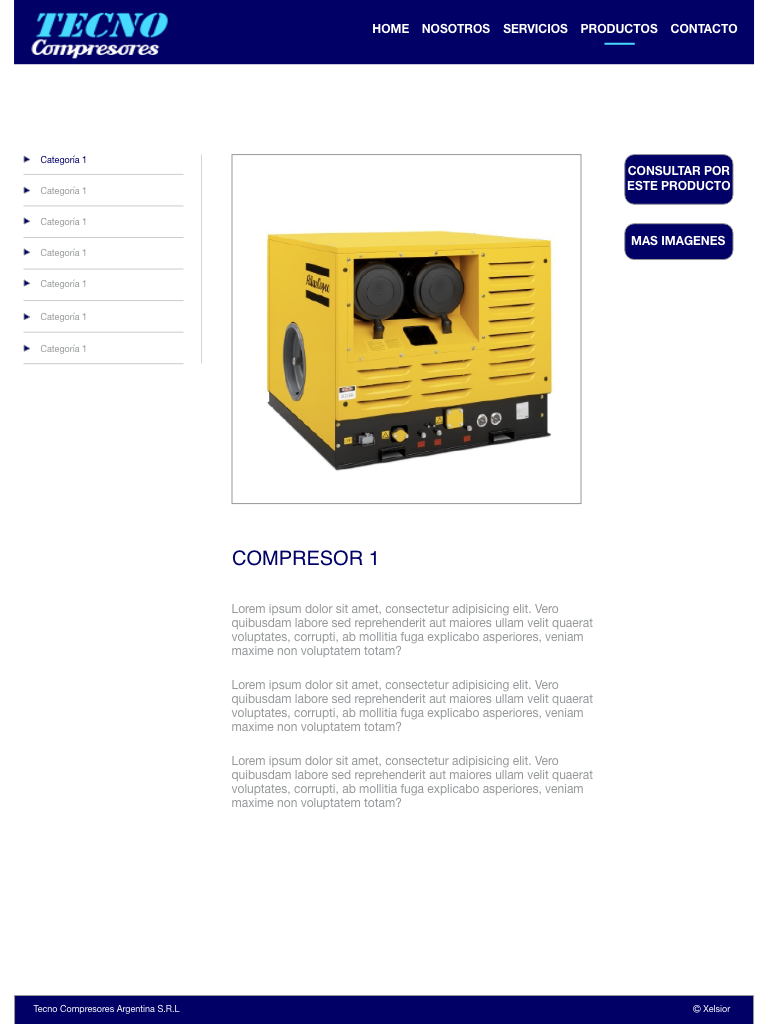 TECNO
Compresores
HOME NOSOTROS SERVICIOS PRODUCTOS CONTACTO
Categoría 1
Categoría 1
Categoría 1
Categoría 1
Categoría 1
Categoría 1
Categoría 1
Atlas Copco
CONSULTAR POR
ESTE PRODUCTO
MAS IMAGENES
COMPRESOR 1
Lorem ipsum dolor sit amet, consectetur adipisicing elit. Vero
quibusdam labore sed reprehenderit aut maiores ullam velit quaerat
voluptates, corrupti, ab mollitia fuga explicabo asperiores, veniam
maxime non voluptatem totam?
Lorem ipsum dolor sit amet, consectetur adipisicing elit. Vero
quibusdam labore sed reprehenderit aut maiores ullam velit quaerat
voluptates, corrupti, ab mollitia fuga explicabo asperiores, veniam
maxime non voluptatem totam?
Lorem ipsum dolor sit amet, consectetur adipisicing elit. Vero
quibusdam labore sed reprehenderit aut maiores ullam velit quaerat
voluptates, corrupti, ab mollitia fuga explicabo asperiores, veniam
maxime non voluptatem totam?
Tecno Compresores Argentina S.R.L
© Xelsior